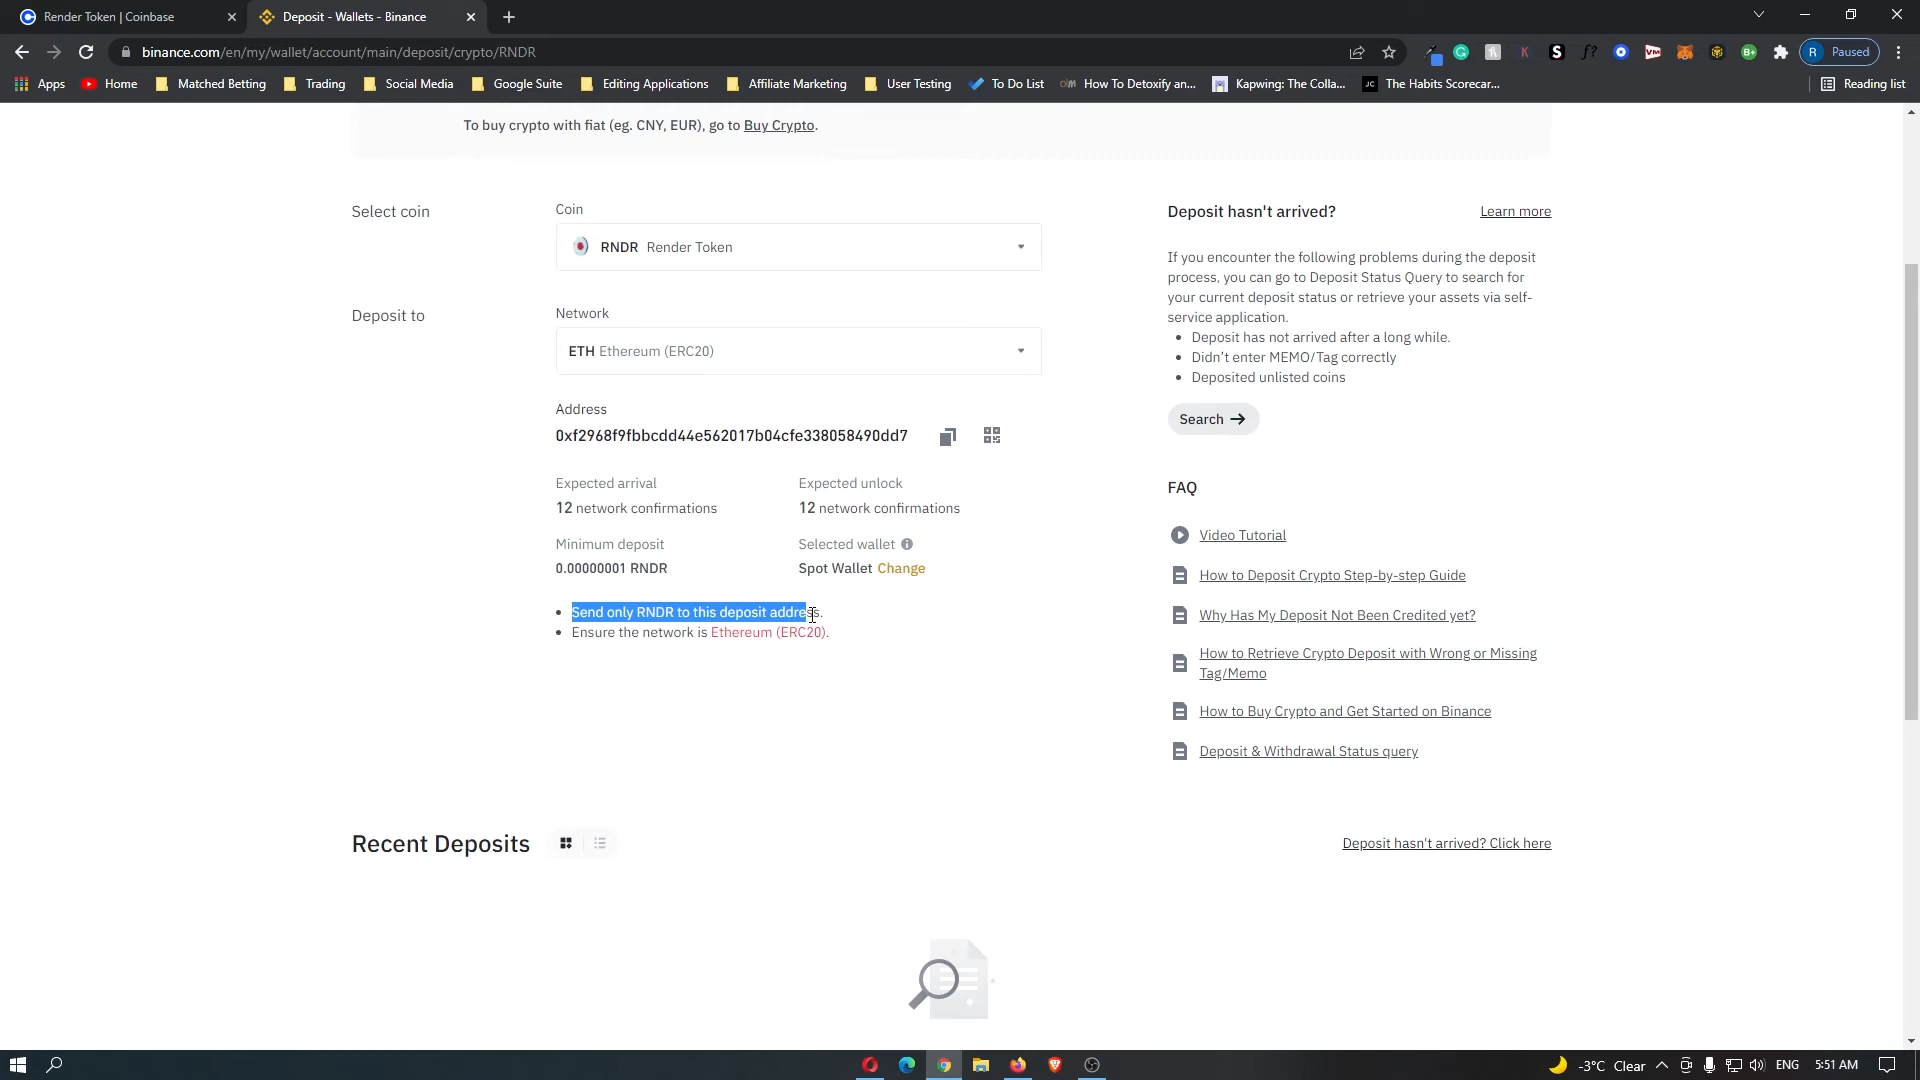 Render Token | Coinbase
Deposit - Wallets - Binance
binance.com/en/my/wallet/account/main/deposit/crypto/RNDR
Paused
Apps
Home
Matched Betting
Trading
Social Media
Google Suite
Editing Applications
Affiliate Marketing
User Testing
To Do List
How To Detoxify an...
Kapwing: The Colla...
The Habits Scorecar...
Reading list
To buy crypto with fiat (eg. CNY, EUR), go to Buy Crypto.
Select coin
Coin
RNDR Render Token
Deposit to
Network
ETH Ethereum (ERC20)
Address
0xf2968f9fbbcdd44e562017b04cfe338058490dd7
Expected arrival
12 network confirmations
Expected unlock
12 network confirmations
Minimum deposit
0.00000001 RNDR
Selected wallet
Spot Wallet Change
Send only RNDR to this deposit address.
Ensure the network is Ethereum (ERC20).
Deposit hasn't arrived?
Learn more
If you encounter the following problems during the deposit
process, you can go to Deposit Status Query to search for
your current deposit status or retrieve your assets via self-
service application.
Deposit has not arrived after a long while.
Didn't enter MEMO/Tag correctly
Deposited unlisted coins
Search
FAQ
Video Tutorial
How to Deposit Crypto Step-by-step Guide
Why Has My Deposit Not Been Credited yet?
How to Retrieve Crypto Deposit with Wrong or Missing
Tag/Memo
How to Buy Crypto and Get Started on Binance
Deposit & Withdrawal Status query
Recent Deposits
Deposit hasn't arrived? Click here
-3°C Clear
ENG
5:51 AM